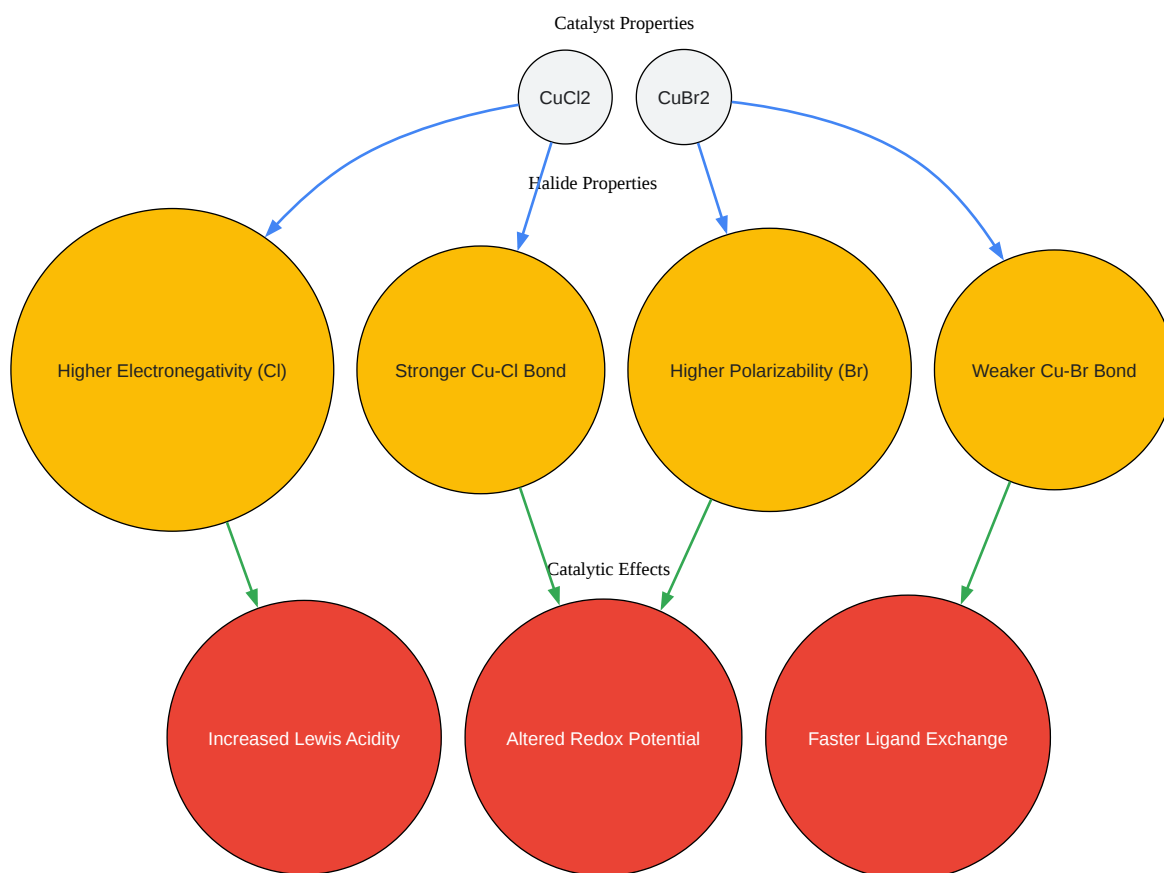 Catalyst Properties
CuCl2
CuBr2
Halide Properties
Higher Electronegativity (Cl)
Stronger Cu-Cl Bond
Higher Polarizability (Br)
Weaker Cu-Br Bond
Catalytic Effects
Increased Lewis Acidity
Altered Redox Potential
Faster Ligand Exchange